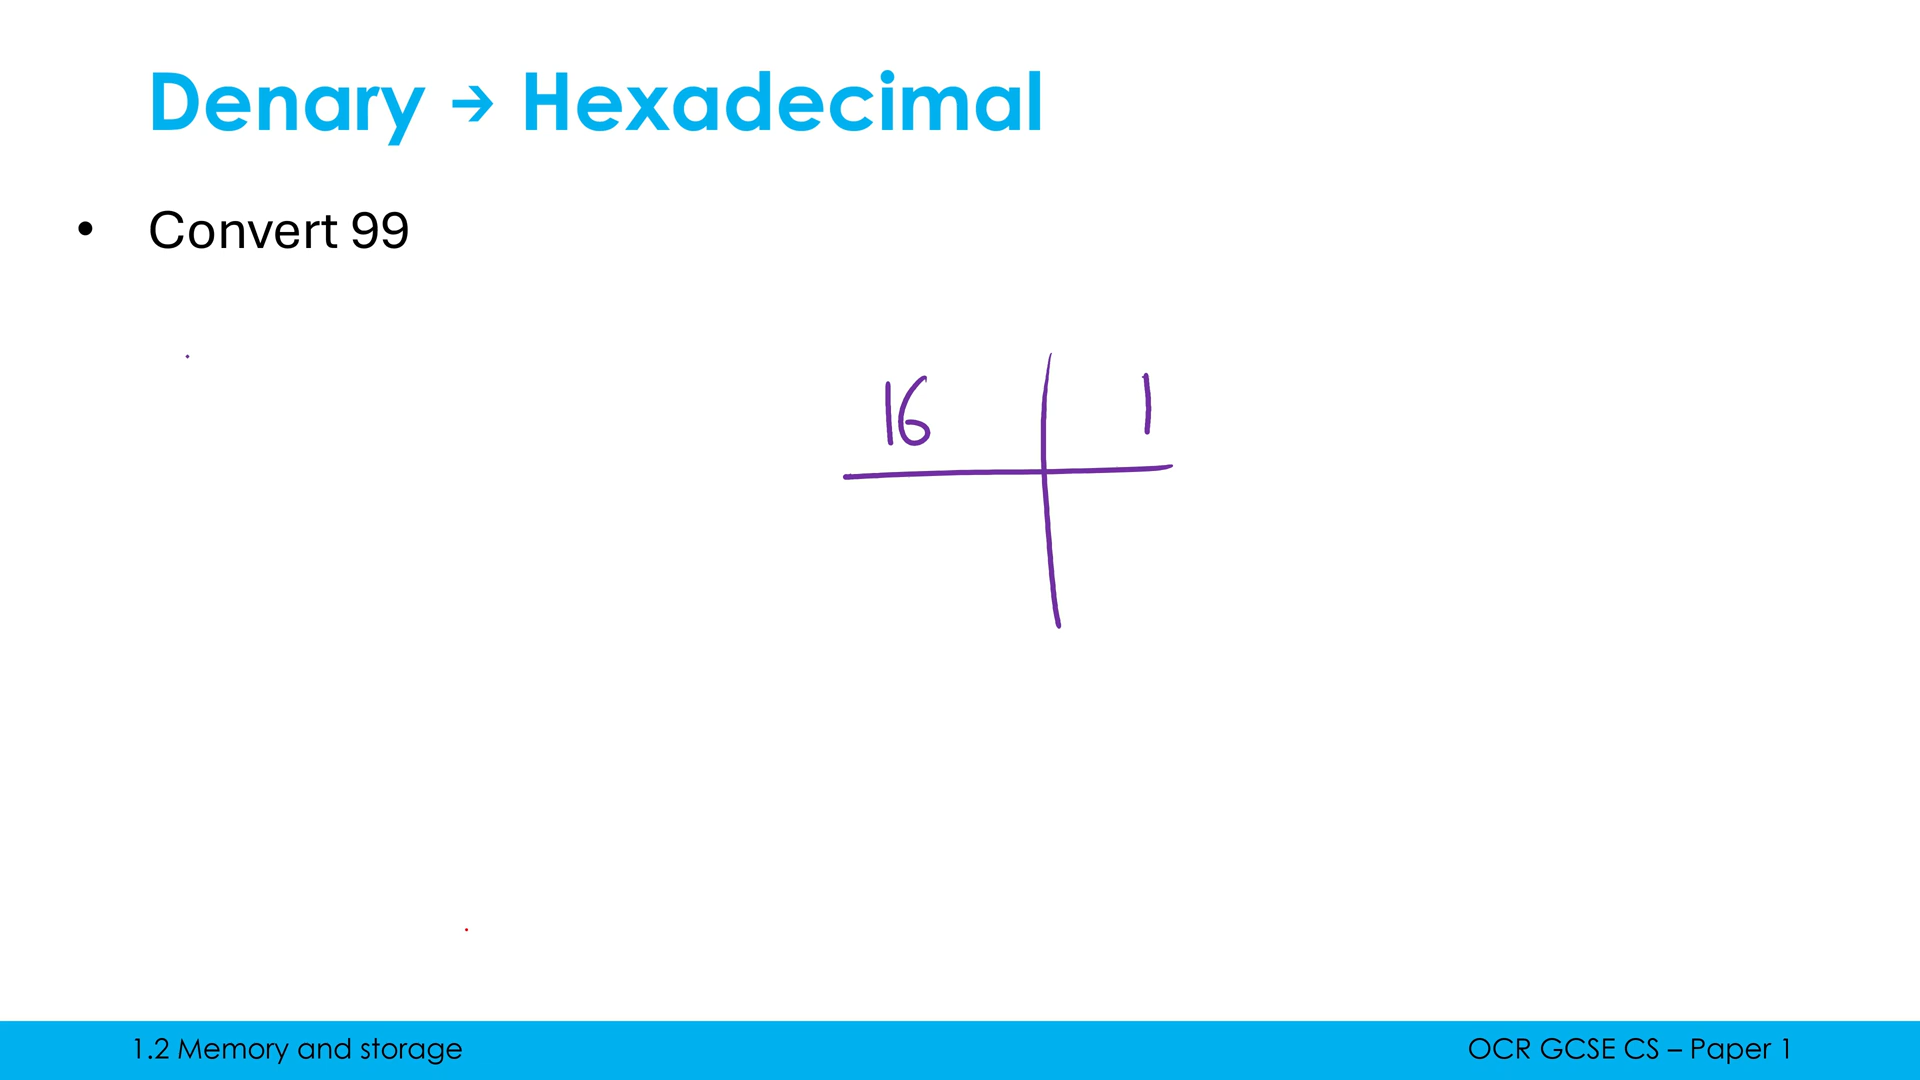 Denary → Hexadecimal
• Convert 99
16 1
1.2 Memory and storage
OCR GCSE CS – Paper 1